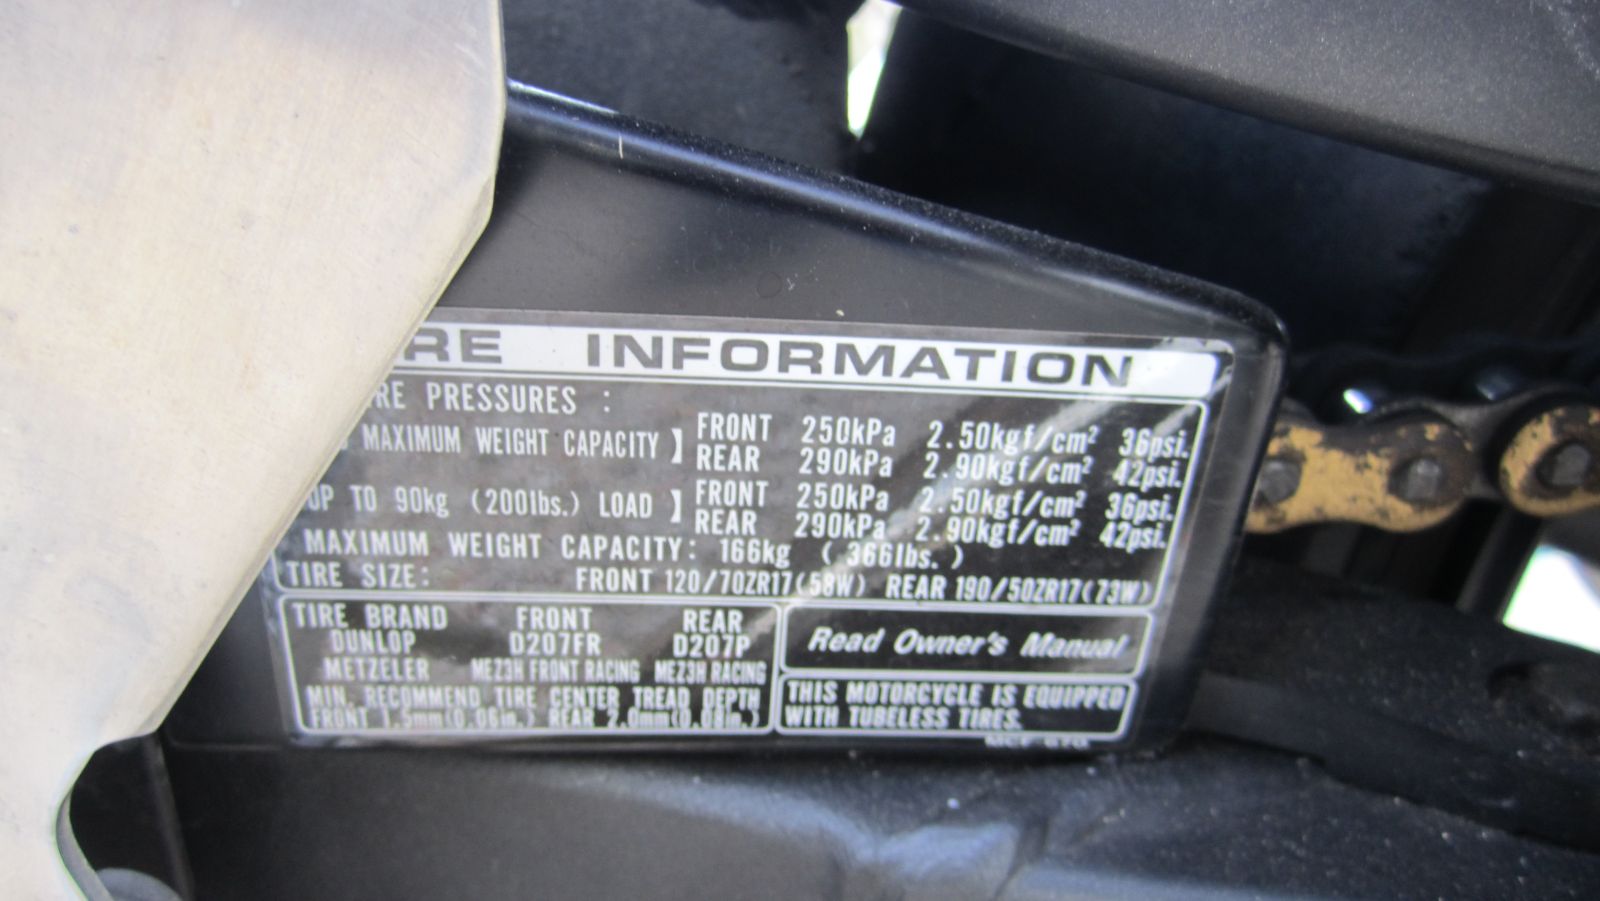 RE INFORMATION
RE PRESSURES :
MAXIMUM WEIGHT CAPACITY ] FRONT 250kPa 2.50kgf/cm² 36psi.
REAR 290kPa 2.90kgf/cm² 42psi.
UP TO 90kg (200lbs.) LOAD ] FRONT 250kPa 2.50kgf/cm² 36psi.
REAR 290kPa 2.90kgf/cm² 42psi.
MAXIMUM WEIGHT CAPACITY: 166kg ( 366lbs. )
TIRE SIZE: FRONT 120/70ZR17(58W) REAR 190/50ZR17(73W)
TIRE BRAND FRONT REAR
DUNLOP D207FR D207P
METZELER MEZ3H FRONT RACING MEZ3H RACING
MIN. RECOMMEND TIRE CENTER TREAD DEPTH
FRONT 1.5mm(0.06in.) REAR 2.0mm(0.08in.)
Read Owner's Manual
THIS MOTORCYCLE IS EQUIPPED
WITH TUBELESS TIRES.